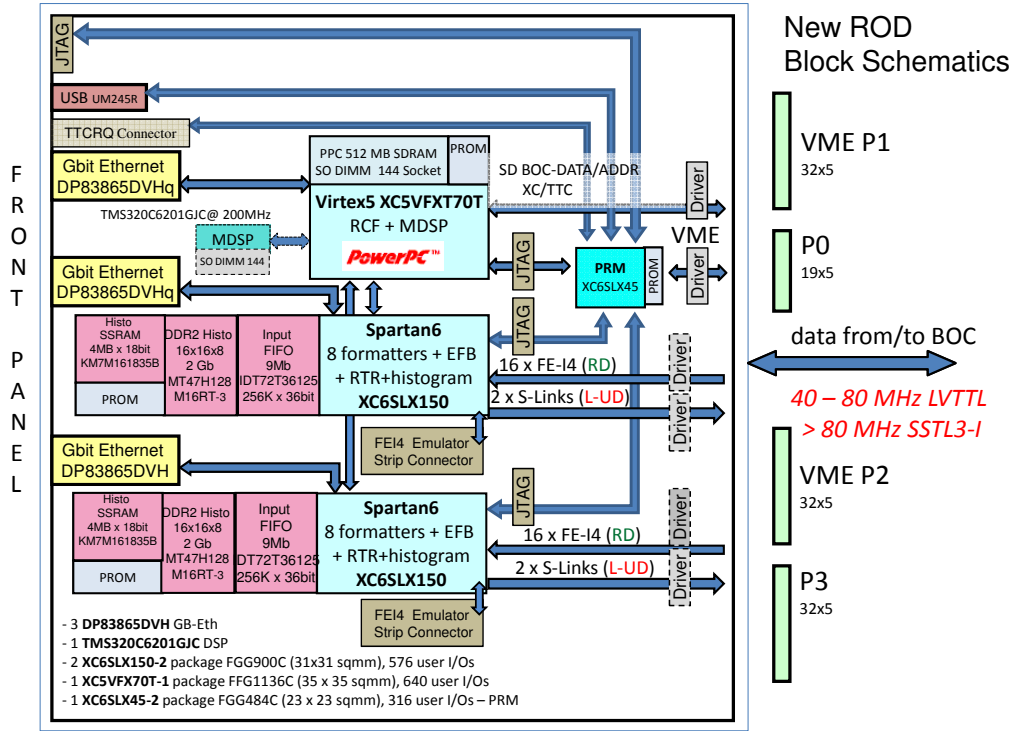 New ROD
Block Schematics
JTAG
USB UM245R
TTCRQ Connector
Gbit Ethernet
DP83865DVHq
PPC 512 MB SDRAM
SO DIMM 144 Socket
PROM
SD BOC-DATA/ADDR
XC/TTC
Driver
VME P1
32x5
TMS320C6201GJC@ 200MHz
Virtex5 XC5VFXT70T
RCF + MDSP
PowerPC™
MDSP
SO DIMM 144
JTAG
PRM
XC6SLX45
PROM
VME
Driver
P0
19x5
FRONT PANEL
Gbit Ethernet
DP83865DVHq
Histo
SSRAM
4MB x 18bit
KM7M161835B
PROM
DDR2 Histo
16x16x8
2 Gb
MT47H128
M16RT-3
Input
FIFO
9Mb
IDT72T36125
256K x 36bit
Spartan6
8 formatters + EFB
+ RTR+histogram
XC6SLX150
JTAG
16 x FE-I4 (RD)
2 x S-Links (L-UD)
Driver
Driver
FEI4 Emulator
Strip Connector
data from/to BOC
40 – 80 MHz LVTTL
> 80 MHz SSTL3-I
Gbit Ethernet
DP83865DVH
Histo
SSRAM
4MB x 18bit
KM7M161835B
PROM
DDR2 Histo
16x16x8
2 Gb
MT47H128
M16RT-3
Input
FIFO
9Mb
IDT72T36125
256K x 36bit
Spartan6
8 formatters + EFB
+ RTR+histogram
XC6SLX150
JTAG
16 x FE-I4 (RD)
2 x S-Links (L-UD)
Driver
Driver
FEI4 Emulator
Strip Connector
VME P2
32x5
P3
32x5
- 3 DP83865DVH GB-Eth
- 1 TMS320C6201GJC DSP
- 2 XC6SLX150-2 package FGG900C (31x31 sqmm), 576 user I/Os
- 1 XC5VFX70T-1 package FFG1136C (35 x 35 sqmm), 640 user I/Os
- 1 XC6SLX45-2 package FGG484C (23 x 23 sqmm), 316 user I/Os – PRM